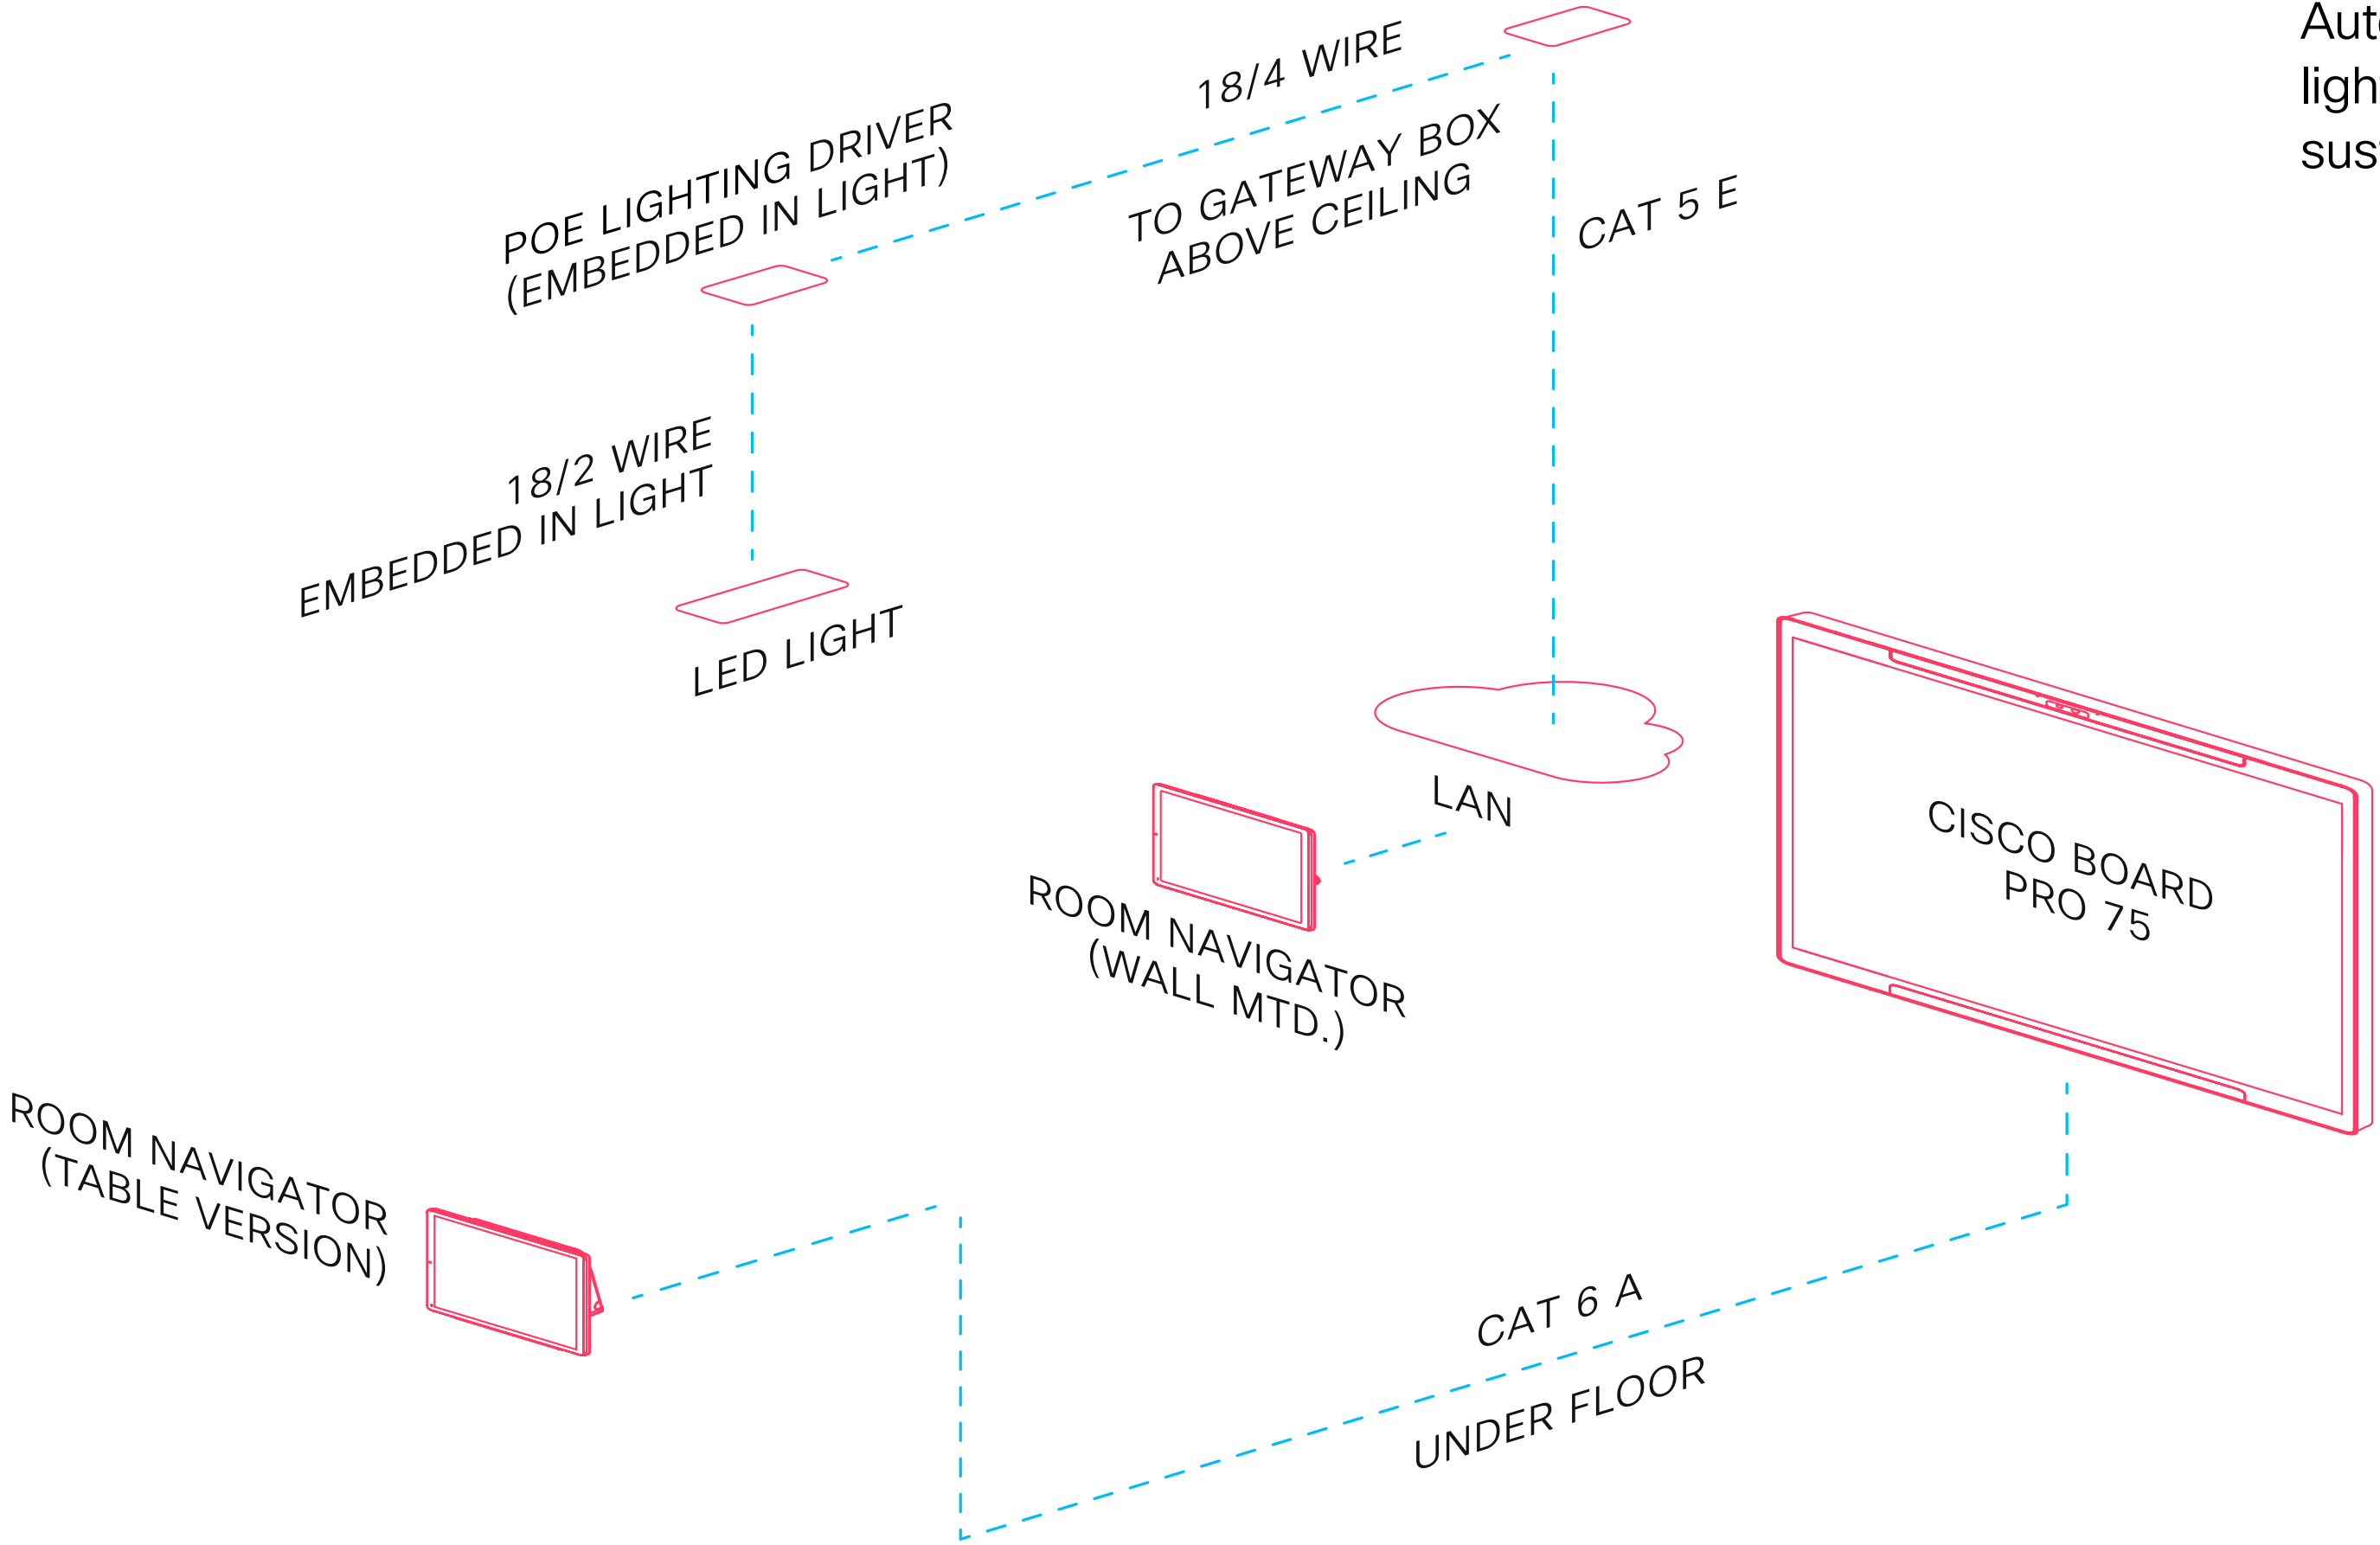 18/4 WIRE
POE LIGHTING DRIVER
(EMBEDDED IN LIGHT)
TO GATEWAY BOX
ABOVE CEILING
CAT 5 E
18/2 WIRE
EMBEDDED IN LIGHT
LED LIGHT
LAN
CISCO BOARD
PRO 75
ROOM NAVIGATOR
(WALL MTD.)
ROOM NAVIGATOR
(TABLE VERSION)
CAT 6 A
UNDER FLOOR